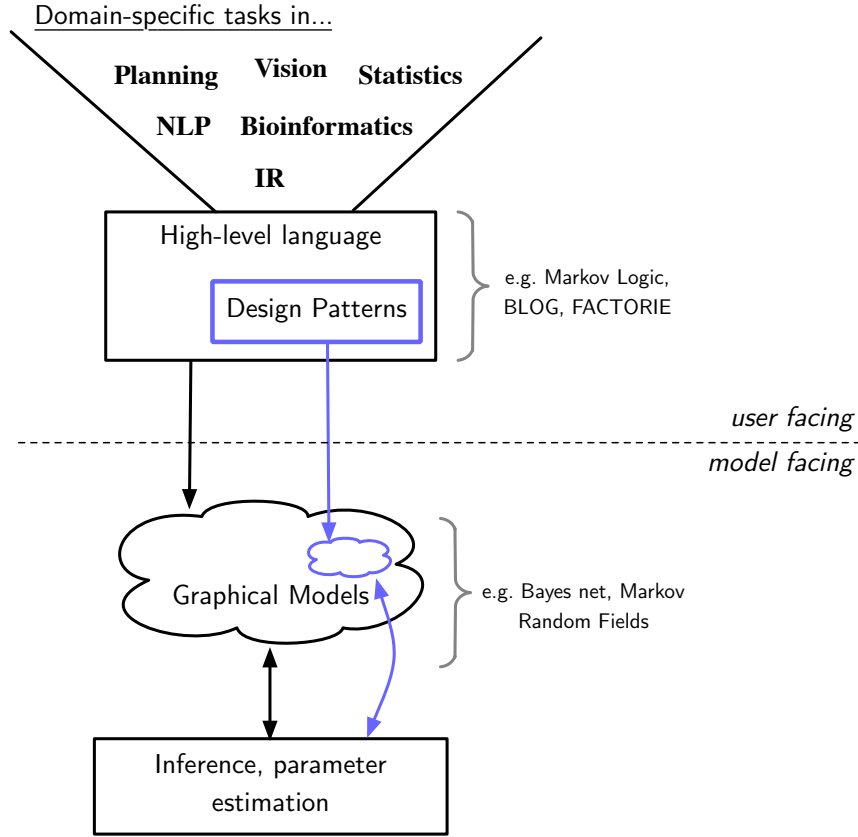 Domain-specific tasks in...
Planning Vision Statistics
NLP Bioinformatics
IR
High-level language
Design Patterns
e.g. Markov Logic,
BLOG, FACTORIE
user facing
model facing
Graphical Models
e.g. Bayes net, Markov
Random Fields
Inference, parameter
estimation